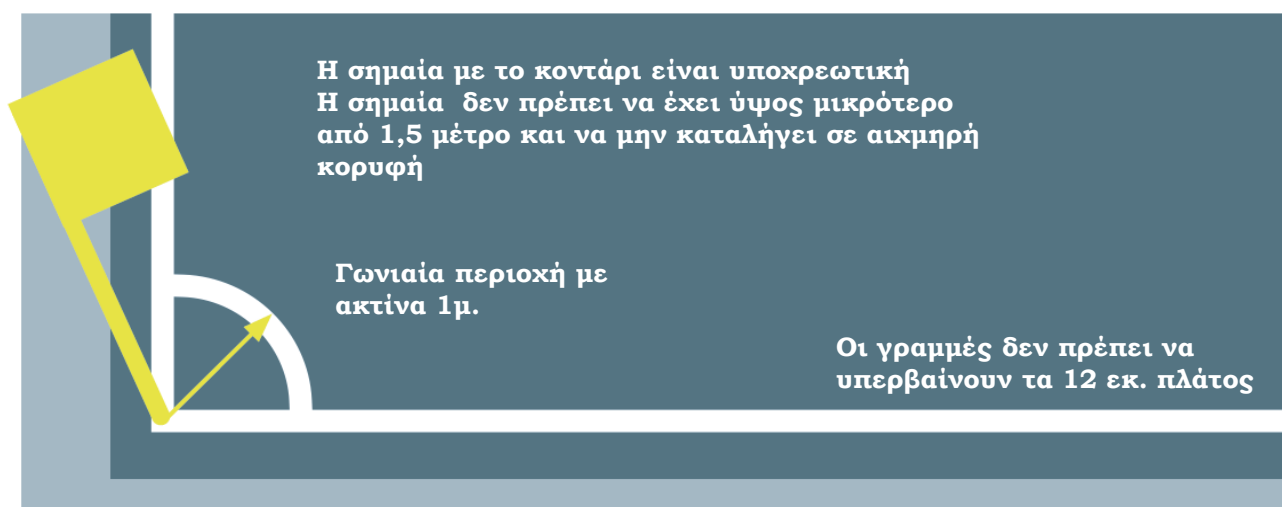 Η σημαία με το κοντάρι είναι υποχρεωτική
Η σημαία  δεν πρέπει να έχει ύψος μικρότερο
από 1,5 μέτρο και να μην καταλήγει σε αιχμηρή
κορυφή
Γωνιαία περιοχή με
ακτίνα 1μ.
Οι γραμμές δεν πρέπει να
υπερβαίνουν τα 12 εκ. πλάτος